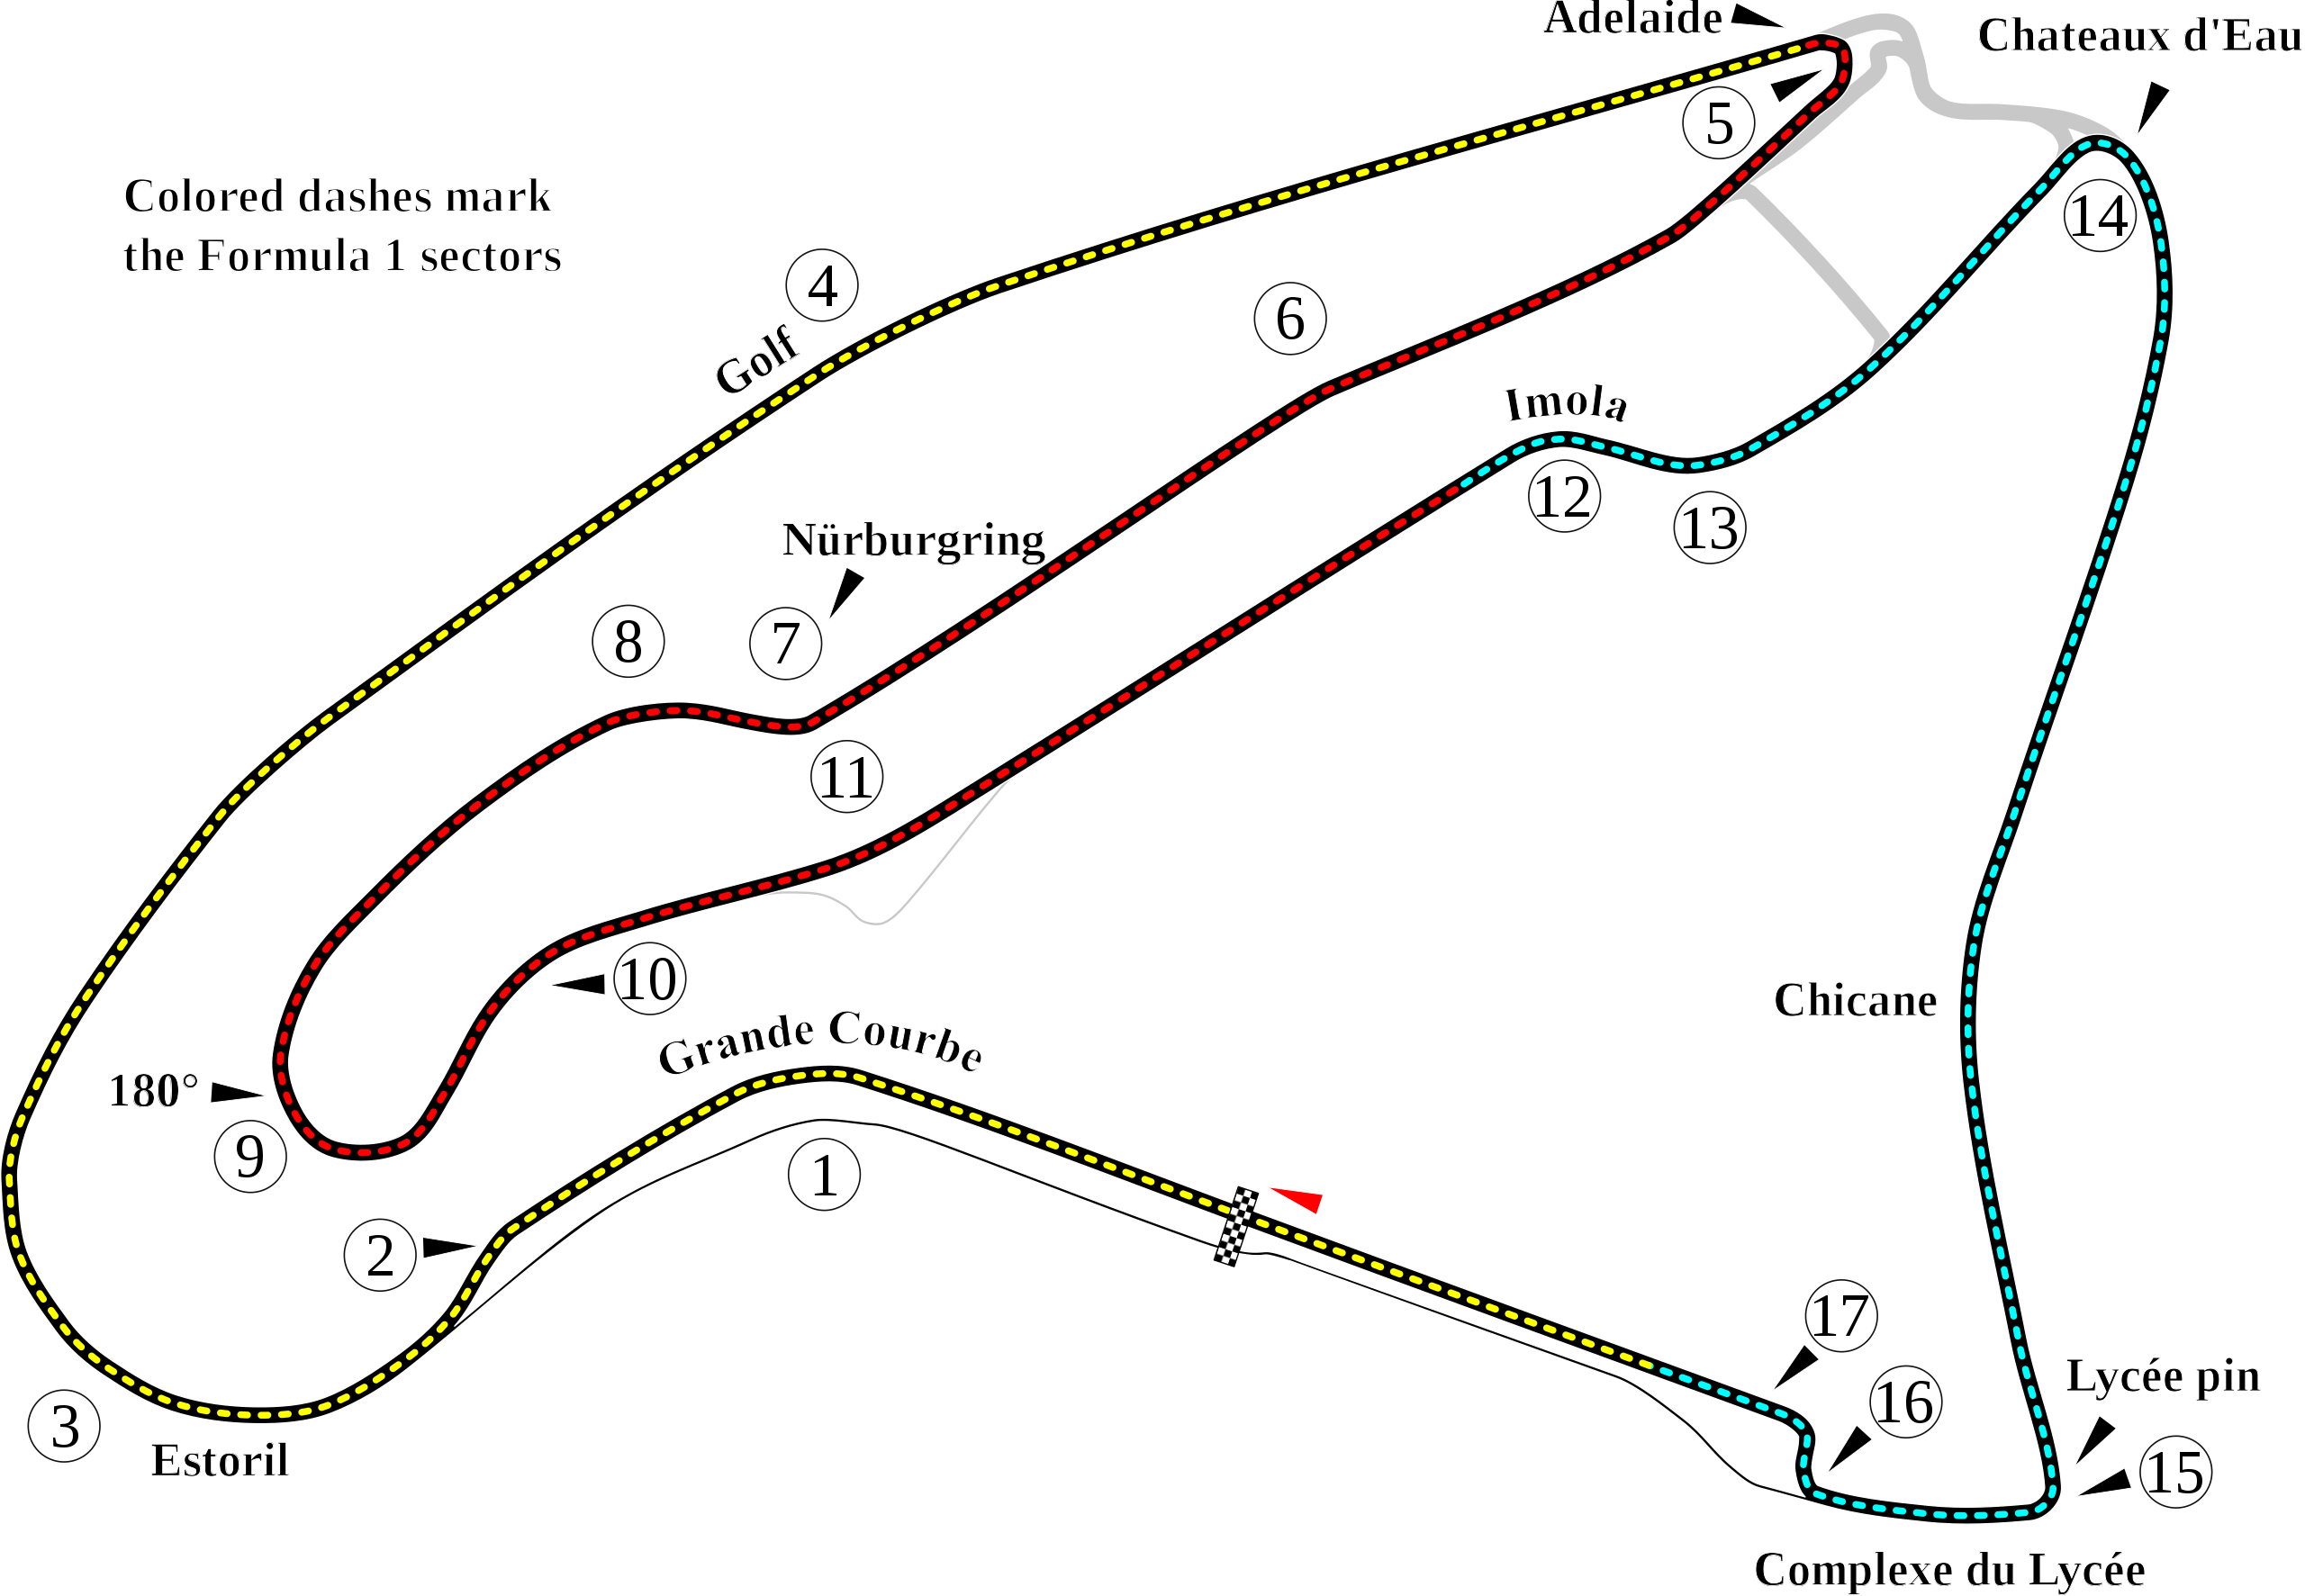 Adelaide
Chateaux d'Eau
5
Colored dashes mark
the Formula 1 sectors
14
4
6
Golf
Imola
12
13
Nürburgring
8
7
11
10
Grande Courbe
Chicane
180°
9
1
2
17
16
Lycée pin
3
Estoril
15
Complexe du Lycée